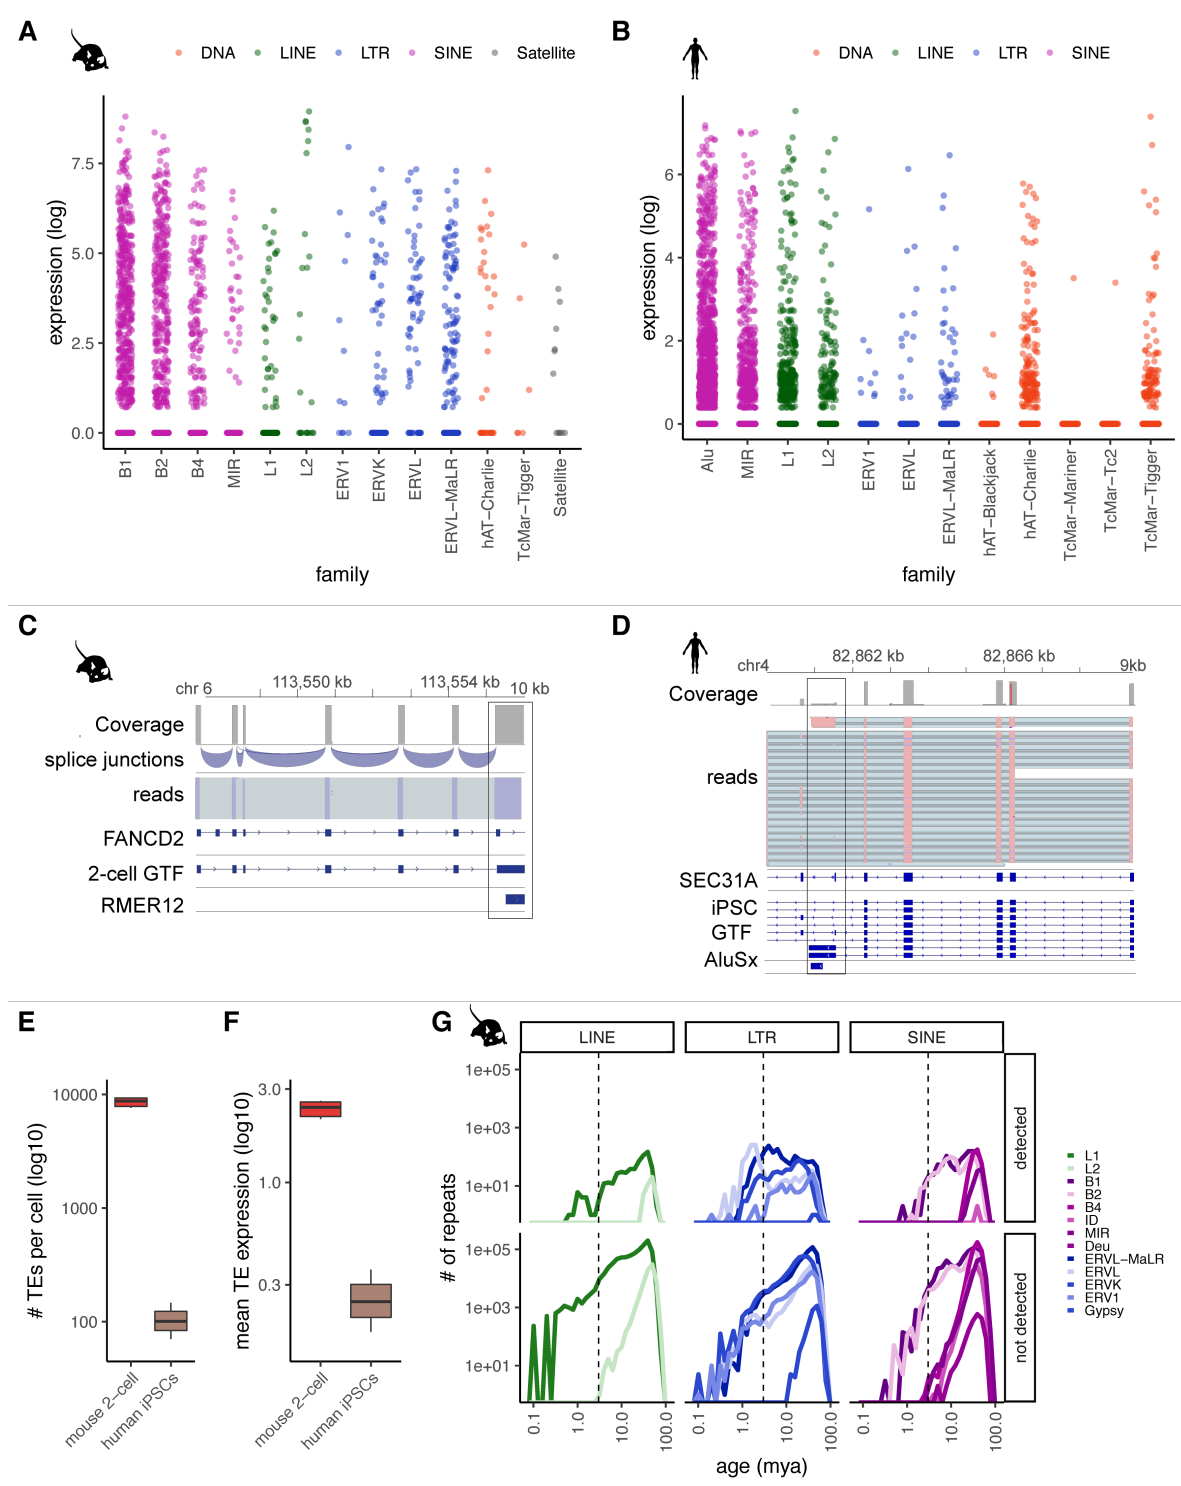 A
DNA LINE LTR SINE Satellite
expression (log)
7.5
5.0
2.5
0.0
B1 B2 B4 MIR L1 L2 ERV1 ERVK ERVL ERVL−MaLR hAT−Charlie TcMar−Tigger Satellite
family
B
DNA LINE LTR SINE
expression (log)
6
4
2
0
Alu MIR L1 L2 ERV1 ERVL ERVL−MaLR hAT−Blackjack hAT−Charlie TcMar−Mariner TcMar−Tc2 TcMar−Tigger
family
C
chr 6 113,550 kb 113,554 kb 10 kb
Coverage
splice junctions
reads
FANCD2
2-cell GTF
RMER12
D
chr4 82,862 kb 82,866 kb 9kb
Coverage
reads
SEC31A
iPSC
GTF
AluSx
E
# TEs per cell (log10)
10000
1000
100
mouse 2−cell
human iPSCs
F
mean TE expression (log10)
3.0
1.0
0.3
mouse 2−cell
human iPSCs
G
LINE LTR SINE
# of repeats
1e+05
1e+03
1e+01
detected
1e+05
1e+03
1e+01
not detected
0.1 1.0 10.0 100.0 0.1 1.0 10.0 100.0 0.1 1.0 10.0 100.0
age (mya)
L1
L2
B1
B2
B4
ID
MIR
Deu
ERVL−MaLR
ERVL
ERVK
ERV1
Gypsy